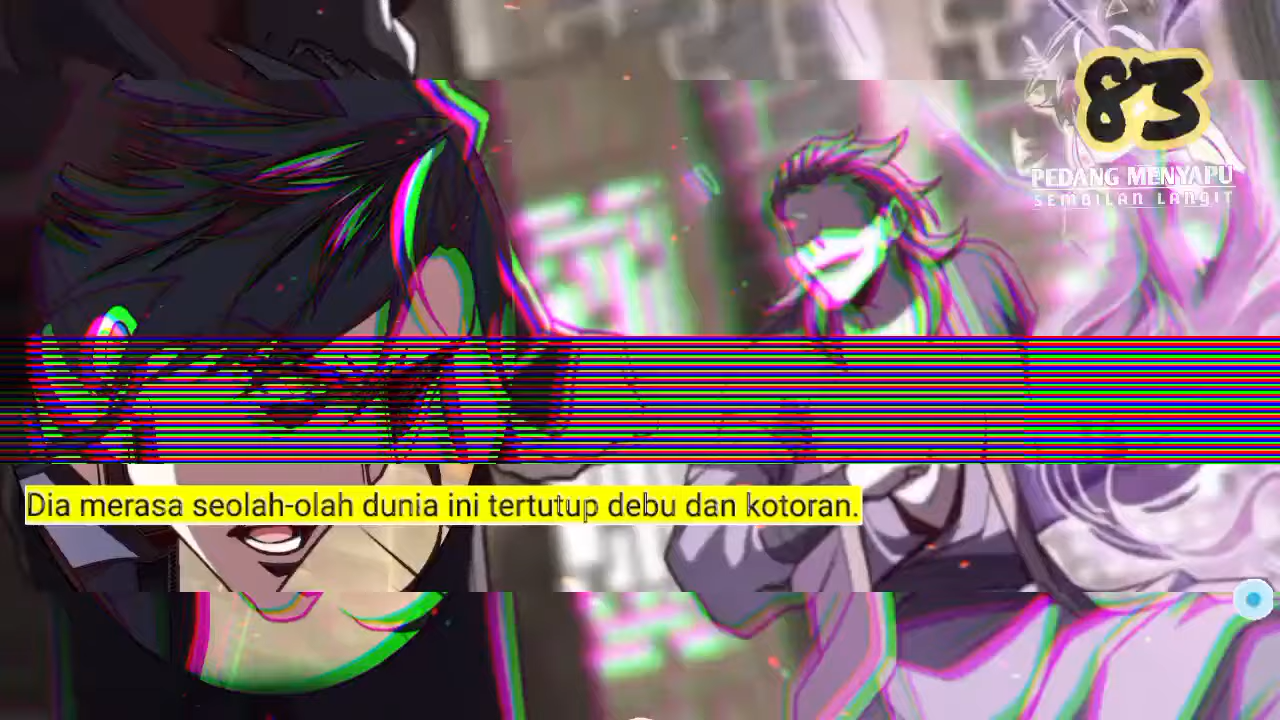 83
PEDANG MENYAPU
SEMBILAN LANGIT
Dia merasa seolah-olah dunia ini tertutup debu dan kotoran.